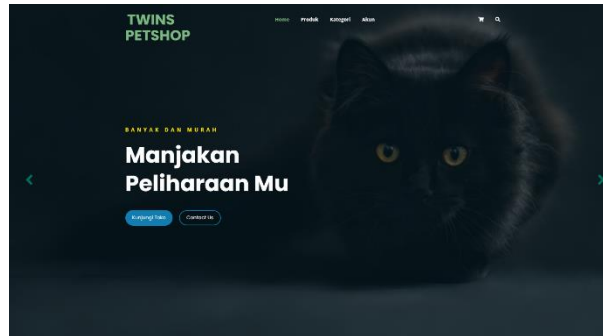 TWINS
PETSHOP
Home Produk Kategori Akun
BANYAK DAN MURAH
Manjakan
Peliharaan Mu
Kunjungi Toko Contact Us